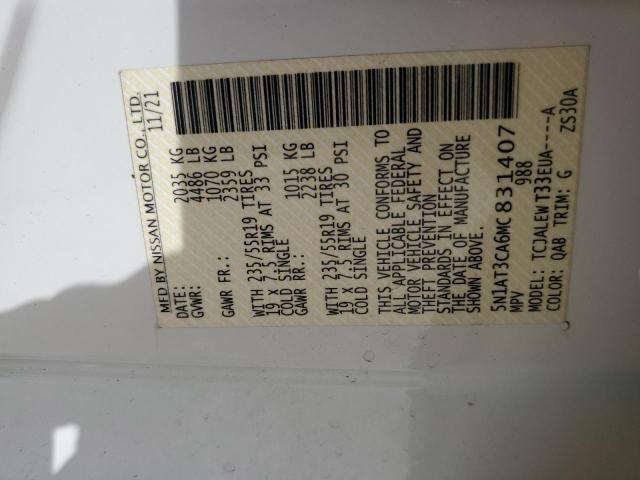 MFD BY NISSAN MOTOR CO., LTD.
DATE: 11/21
GVWR: 2035 KG
4486 LB
GAWR FR.: 1070 KG
2359 LB
WITH 235/55R19 TIRES
19 X 7.5 RIMS AT 33 PSI
COLD SINGLE
GAWR RR.: 1015 KG
2238 LB
WITH 235/55R19 TIRES
19 X 7.5 RIMS AT 30 PSI
COLD SINGLE
THIS VEHICLE CONFORMS TO
ALL APPLICABLE FEDERAL
MOTOR VEHICLE SAFETY AND
THEFT PREVENTION
STANDARDS IN EFFECT ON
THE DATE OF MANUFACTURE
SHOWN ABOVE.
5N1AT3CA6MC831407
MPV 988
MODEL: TCJALEWT33EUA----A
COLOR: QAB TRIM: G ZS30A